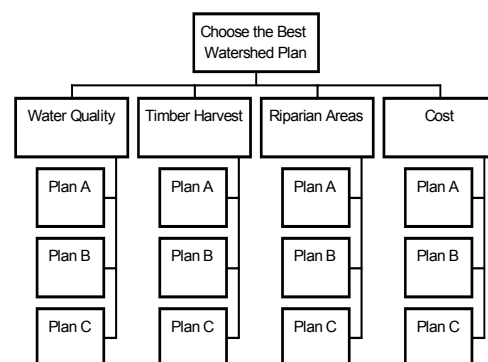 Choose the Best
Watershed Plan
Water Quality
Timber Harvest
Riparian Areas
Cost
Plan A
Plan A
Plan A
Plan A
Plan B
Plan B
Plan B
Plan B
Plan C
Plan C
Plan C
Plan C